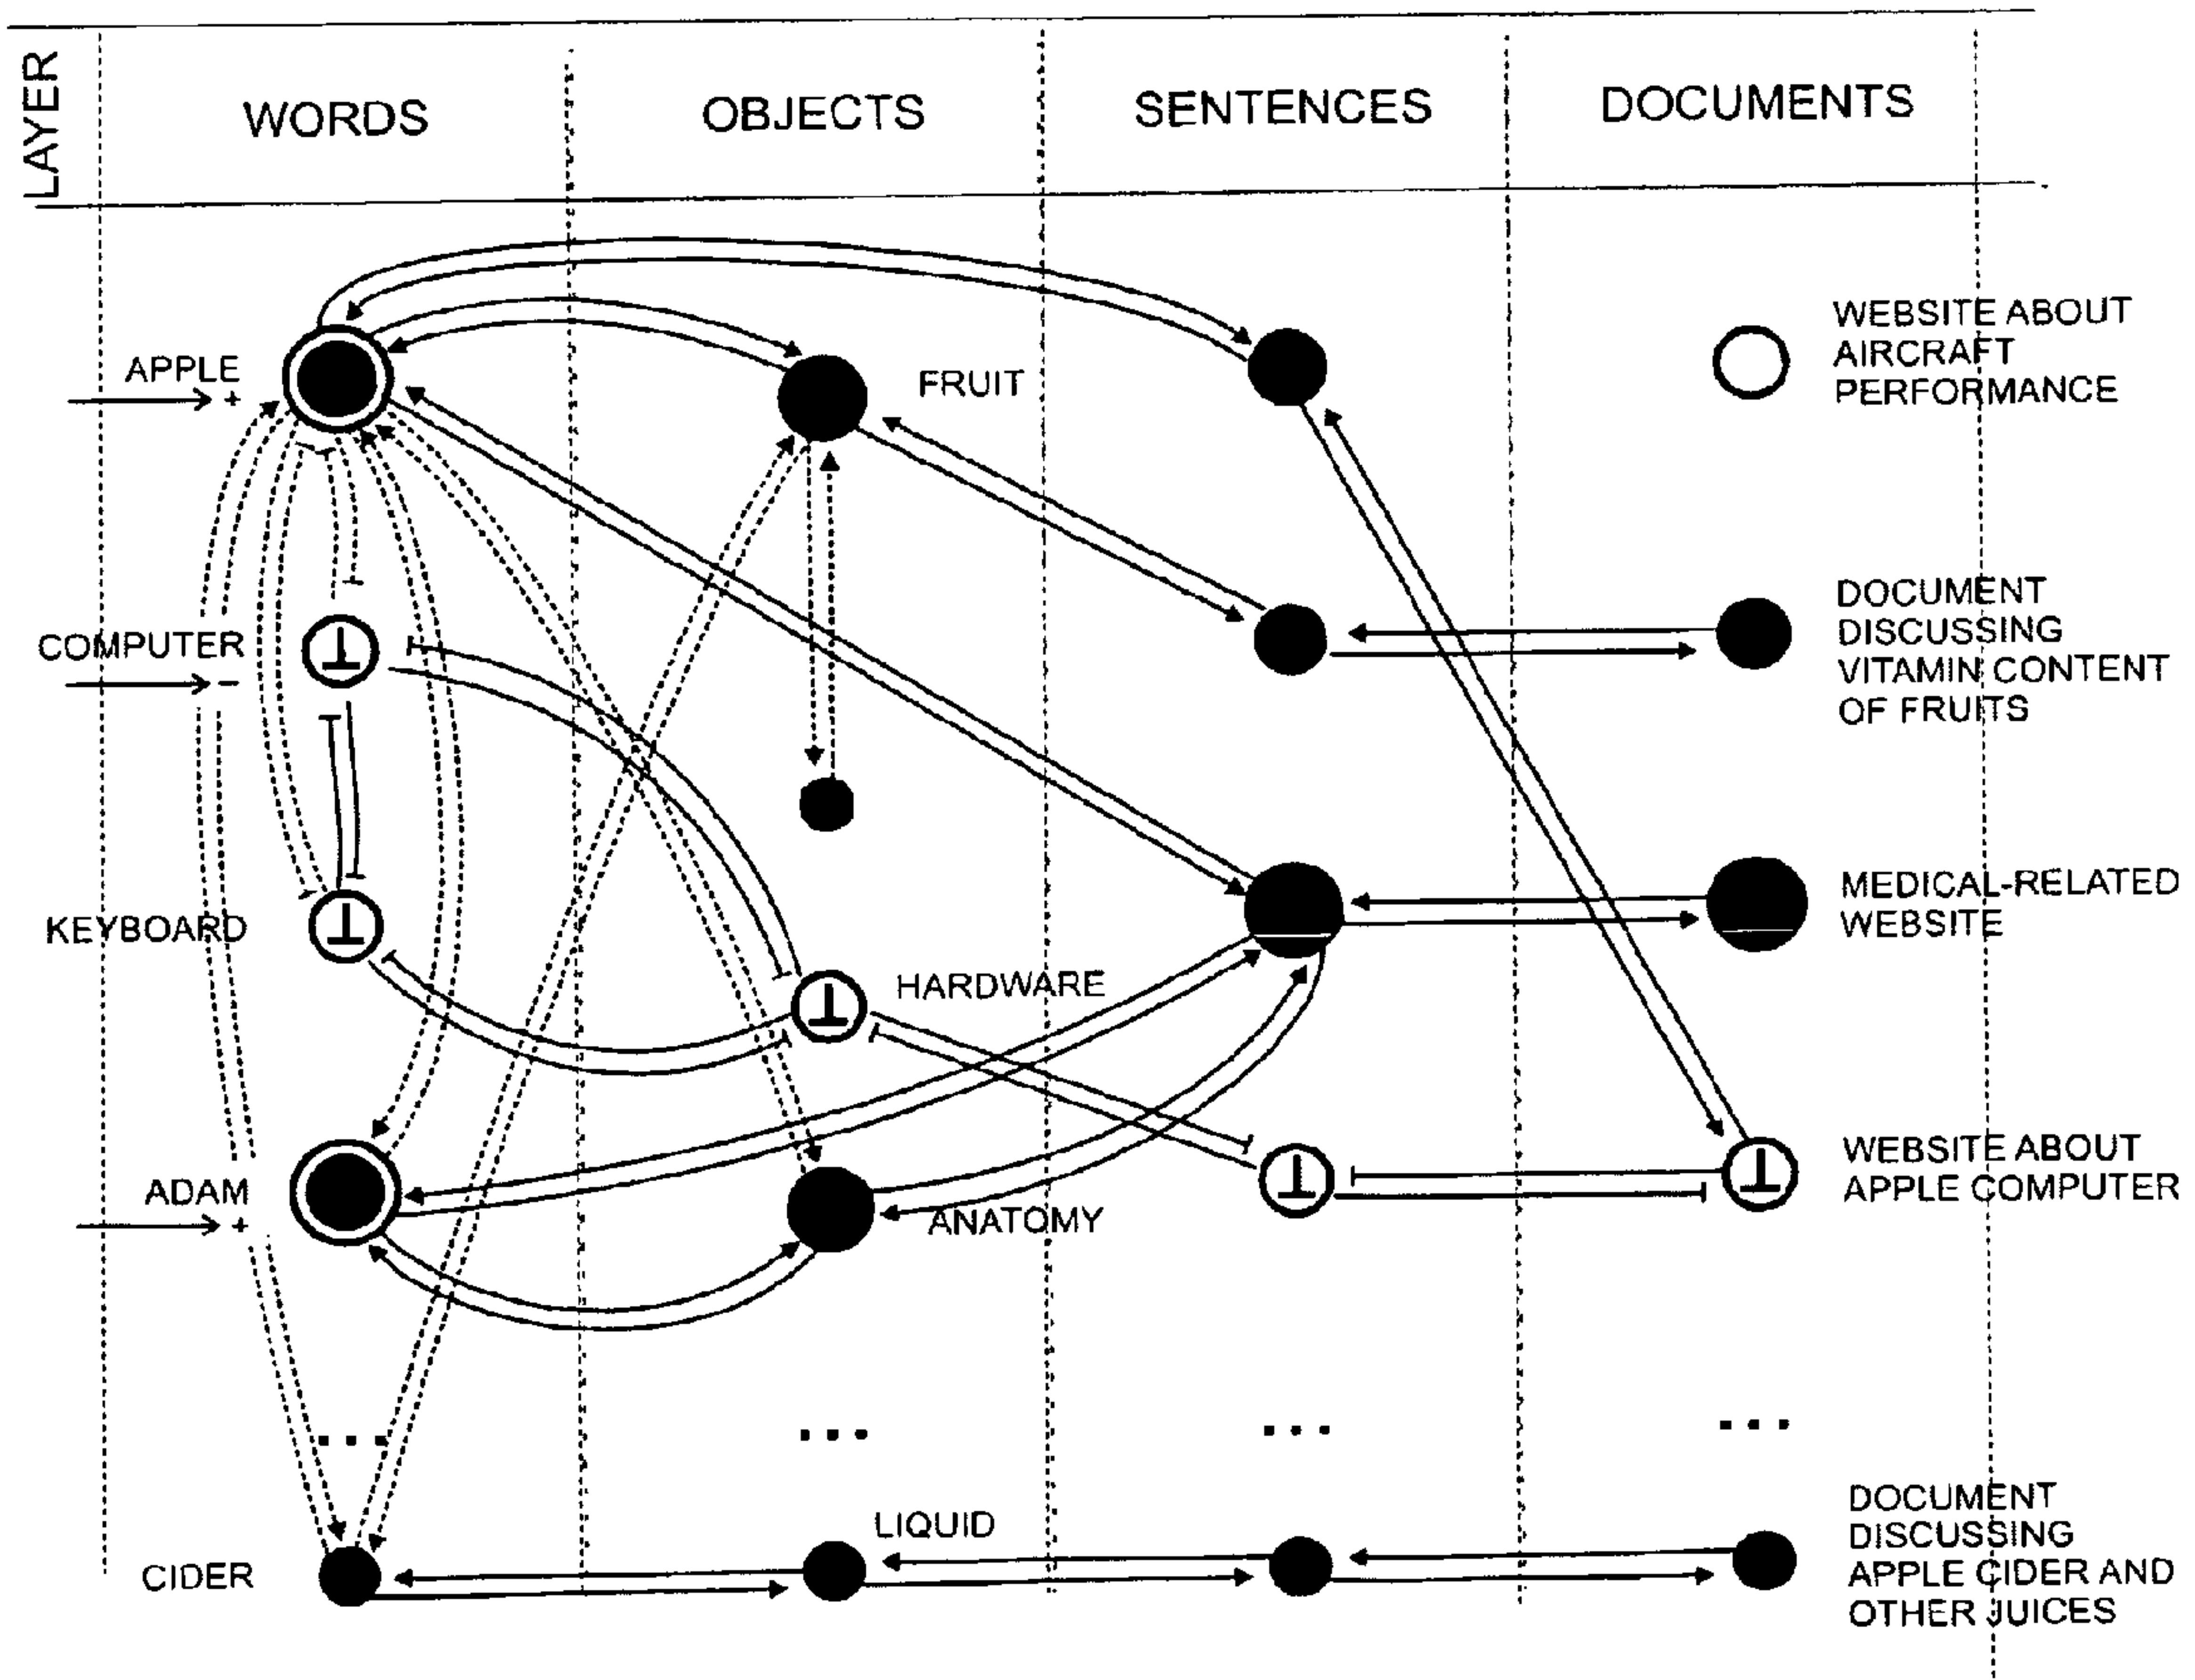 LAYER
WORDS
OBJECTS
SENTENCES
DOCUMENTS
APPLE
+
FRUIT
WEBSITE ABOUT
AIRCRAFT
PERFORMANCE
COMPUTER
−
DOCUMENT
DISCUSSING
VITAMIN CONTENT
OF FRUITS
KEYBOARD
HARDWARE
MEDICAL-RELATED
WEBSITE
ADAM
+
ANATOMY
WEBSITE ABOUT
APPLE COMPUTER
...
...
...
...
CIDER
LIQUID
DOCUMENT
DISCUSSING
APPLE CIDER AND
OTHER JUICES